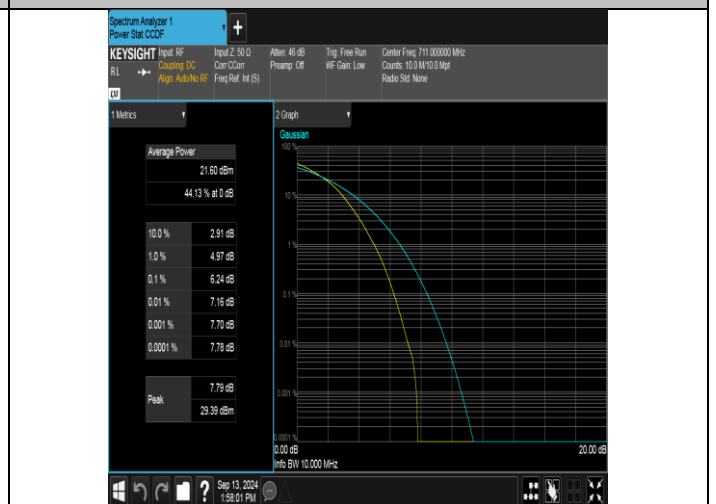 Spectrum Analyzer 1
Power Stat CCDF
+
KEYSIGHT
RL
LXI
Input: RF
Coupling: DC
Align: Auto/No RF
Input Z: 50 Ω
Corr CCorr
Freq Ref: Int (S)
Atten: 46 dB
Preamp: Off
Trig: Free Run
#IF Gain: Low
Center Freq: 711.000000 MHz
Counts: 10.0 M/10.0 Mpt
Radio Std: None
1 Metrics
Average Power
21.60 dBm
44.13 % at 0 dB
10.0 % 2.91 dB
1.0 % 4.97 dB
0.1 % 6.24 dB
0.01 % 7.16 dB
0.001 % 7.70 dB
0.0001 % 7.78 dB
Peak
7.79 dB
29.39 dBm
2 Graph
Gaussian
100 %
10 %
1 %
0.1 %
0.01 %
0.001 %
0.0001 %
0.00 dB
20.00 dB
Info BW 10.000 MHz
?
Sep 13, 2024
1:58:01 PM